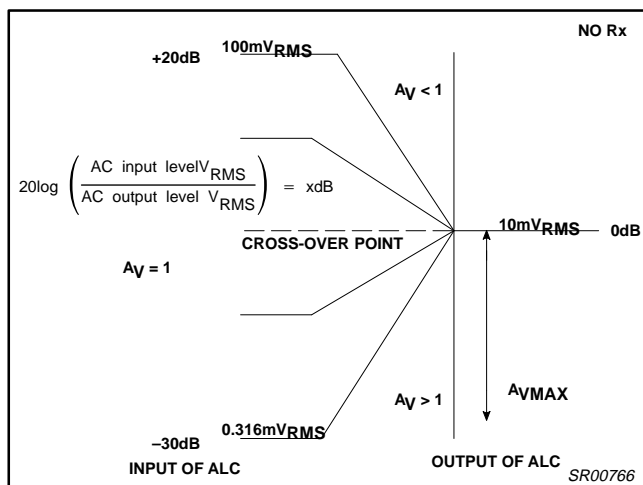 NO Rx
+20dB
100mVRMS
AV < 1
20log ( AC input levelVRMS / AC output level VRMS ) = xdB
10mVRMS
0dB
CROSS-OVER POINT
AV = 1
AV > 1
AVMAX
0.316mVRMS
–30dB
INPUT OF ALC
OUTPUT OF ALC
SR00766